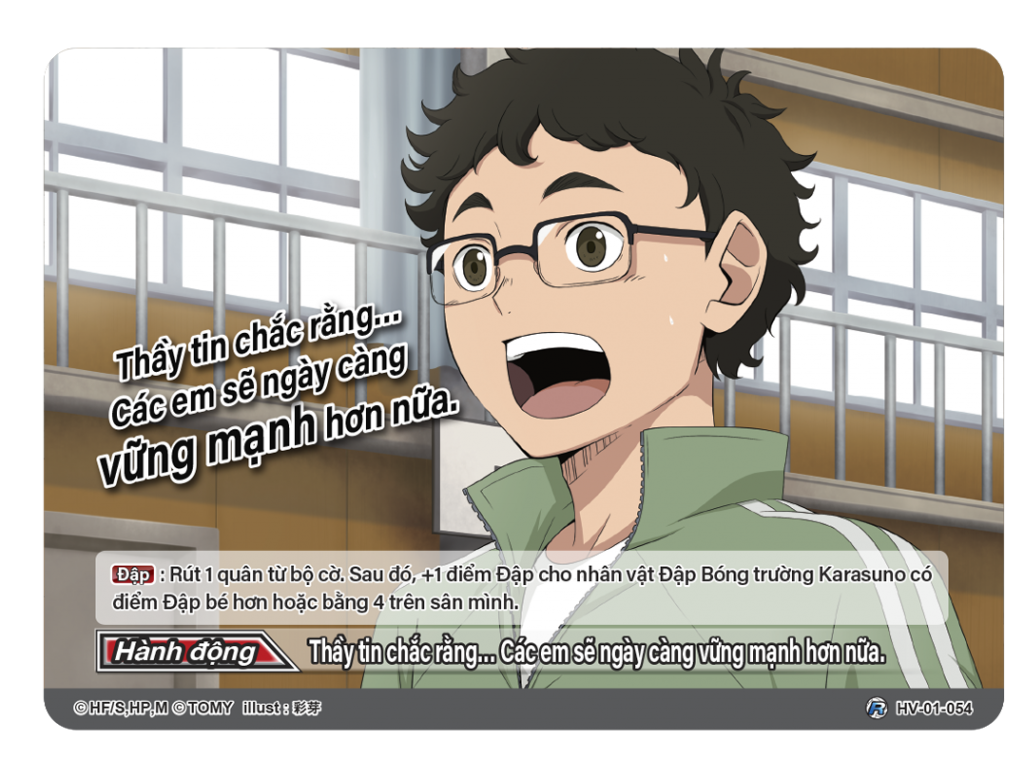 Thầy tin chắc rằng...
Các em sẽ ngày càng
vững mạnh hơn nữa.
Đập : Rút 1 quân từ bộ cờ. Sau đó, +1 điểm Đập cho nhân vật Đập Bóng trường Karasuno có
điểm Đập bé hơn hoặc bằng 4 trên sân mình.
Hành động Thầy tin chắc rằng... Các em sẽ ngày càng vững mạnh hơn nữa.
©HF/S,HP,M ©TOMY illust : 彩芽 R HV-01-054